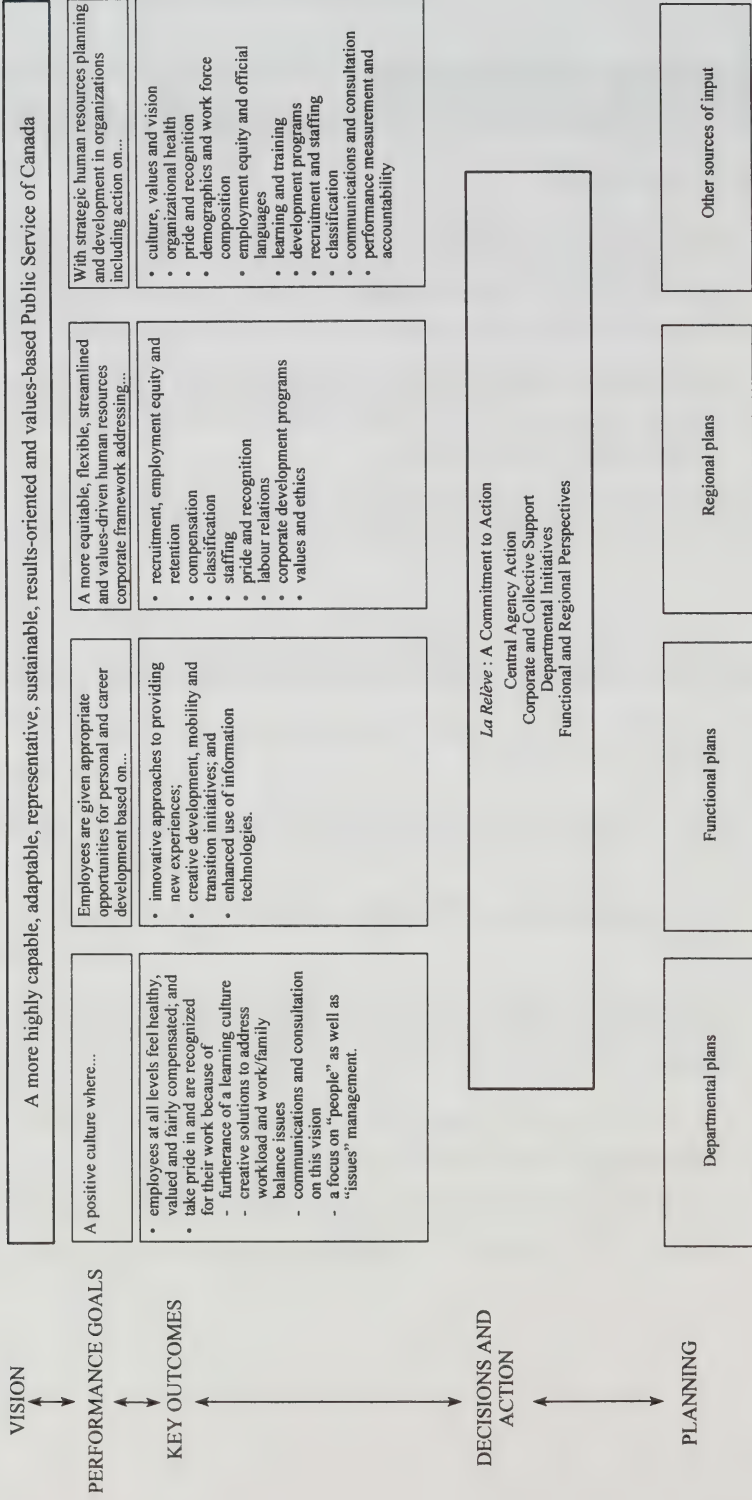 VISION
A more highly capable, adaptable, representative, sustainable, results-oriented and values-based Public Service of Canada
PERFORMANCE GOALS
A positive culture where...
Employees are given appropriate
opportunities for personal and career
development based on...
A more equitable, flexible, streamlined
and values-driven human resources
corporate framework addressing...
With strategic human resources planning
and development in organizations
including action on...
KEY OUTCOMES
• employees at all levels feel healthy,
valued and fairly compensated; and
• take pride in and are recognized
for their work because of
- furtherance of a learning culture
- creative solutions to address
workload and work/family
balance issues
- communications and consultation
on this vision
- a focus on "people" as well as
"issues" management.
• innovative approaches to providing
new experiences;
• creative development, mobility and
transition initiatives; and
• enhanced use of information
technologies.
• recruitment, employment equity and
retention
• compensation
• classification
• staffing
• pride and recognition
• labour relations
• corporate development programs
• values and ethics
• culture, values and vision
• organizational health
• pride and recognition
• demographics and work force
composition
• employment equity and official
languages
• learning and training
• development programs
• recruitment and staffing
• classification
• communications and consultation
• performance measurement and
accountability
DECISIONS AND
ACTION
La Relève : A Commitment to Action
Central Agency Action
Corporate and Collective Support
Departmental Initiatives
Functional and Regional Perspectives
PLANNING
Departmental plans
Functional plans
Regional plans
Other sources of input